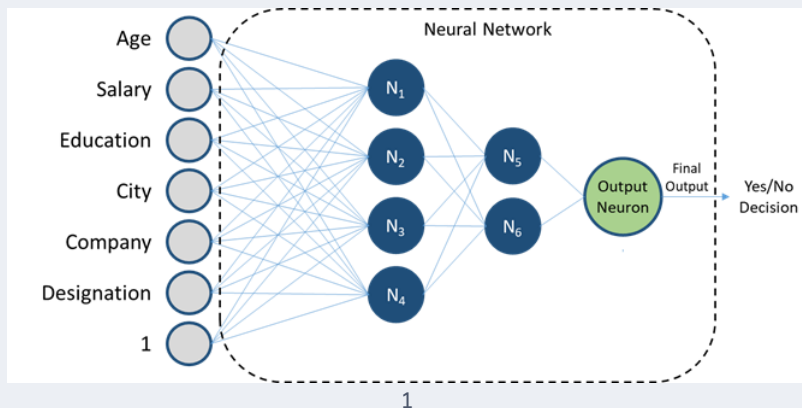 Neural Network
Age
Salary
Education
City
Company
Designation
1
N₁
N₂
N₃
N₄
N₅
N₆
Output
Neuron
Final
Output
Yes/No
Decision
1